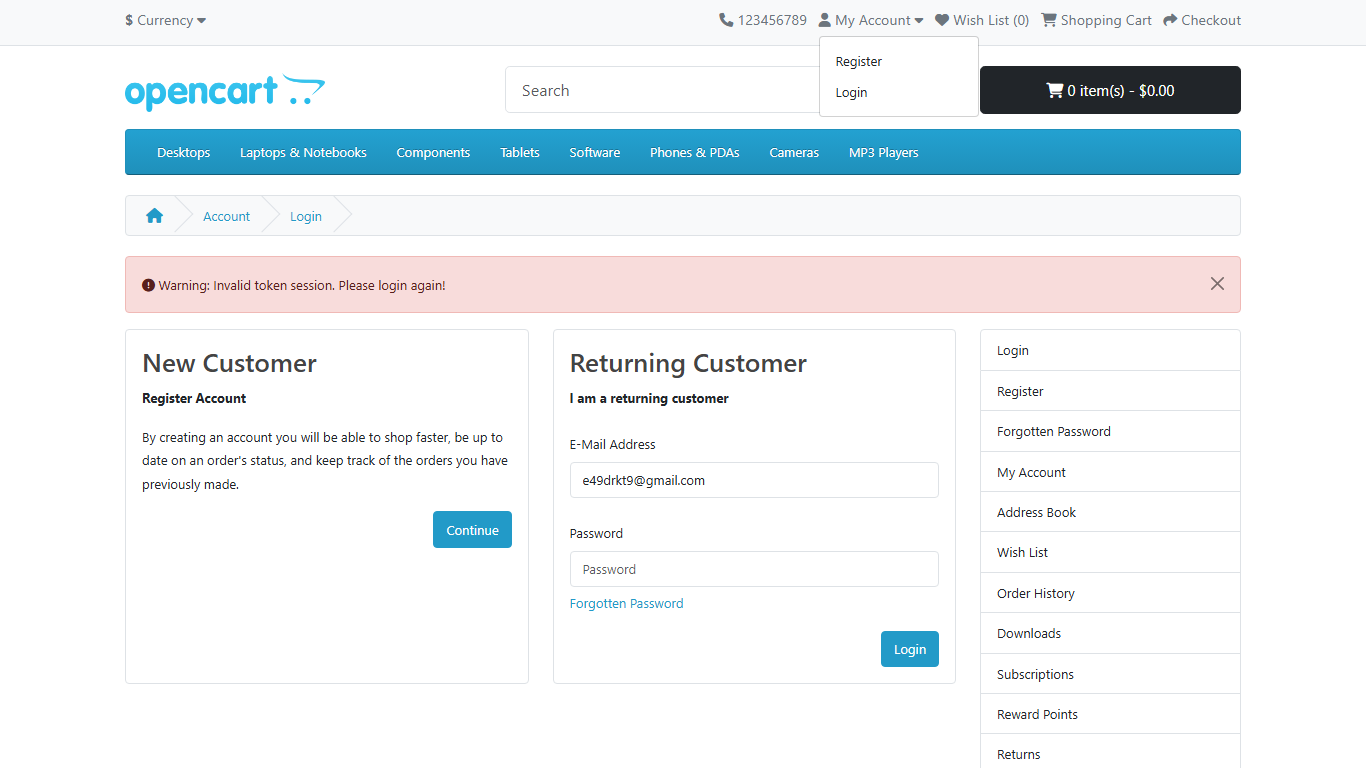 $ Currency
123456789 My Account Wish List (0) Shopping Cart Checkout
Register
Login
opencart
Search
0 item(s) - $0.00
Desktops Laptops & Notebooks Components Tablets Software Phones & PDAs Cameras MP3 Players
Account Login
Warning: Invalid token session. Please login again!
New Customer
Register Account
By creating an account you will be able to shop faster, be up to
date on an order's status, and keep track of the orders you have
previously made.
Continue
Returning Customer
I am a returning customer
E-Mail Address
e49drkt9@gmail.com
Password
Password
Forgotten Password
Login
Login
Register
Forgotten Password
My Account
Address Book
Wish List
Order History
Downloads
Subscriptions
Reward Points
Returns